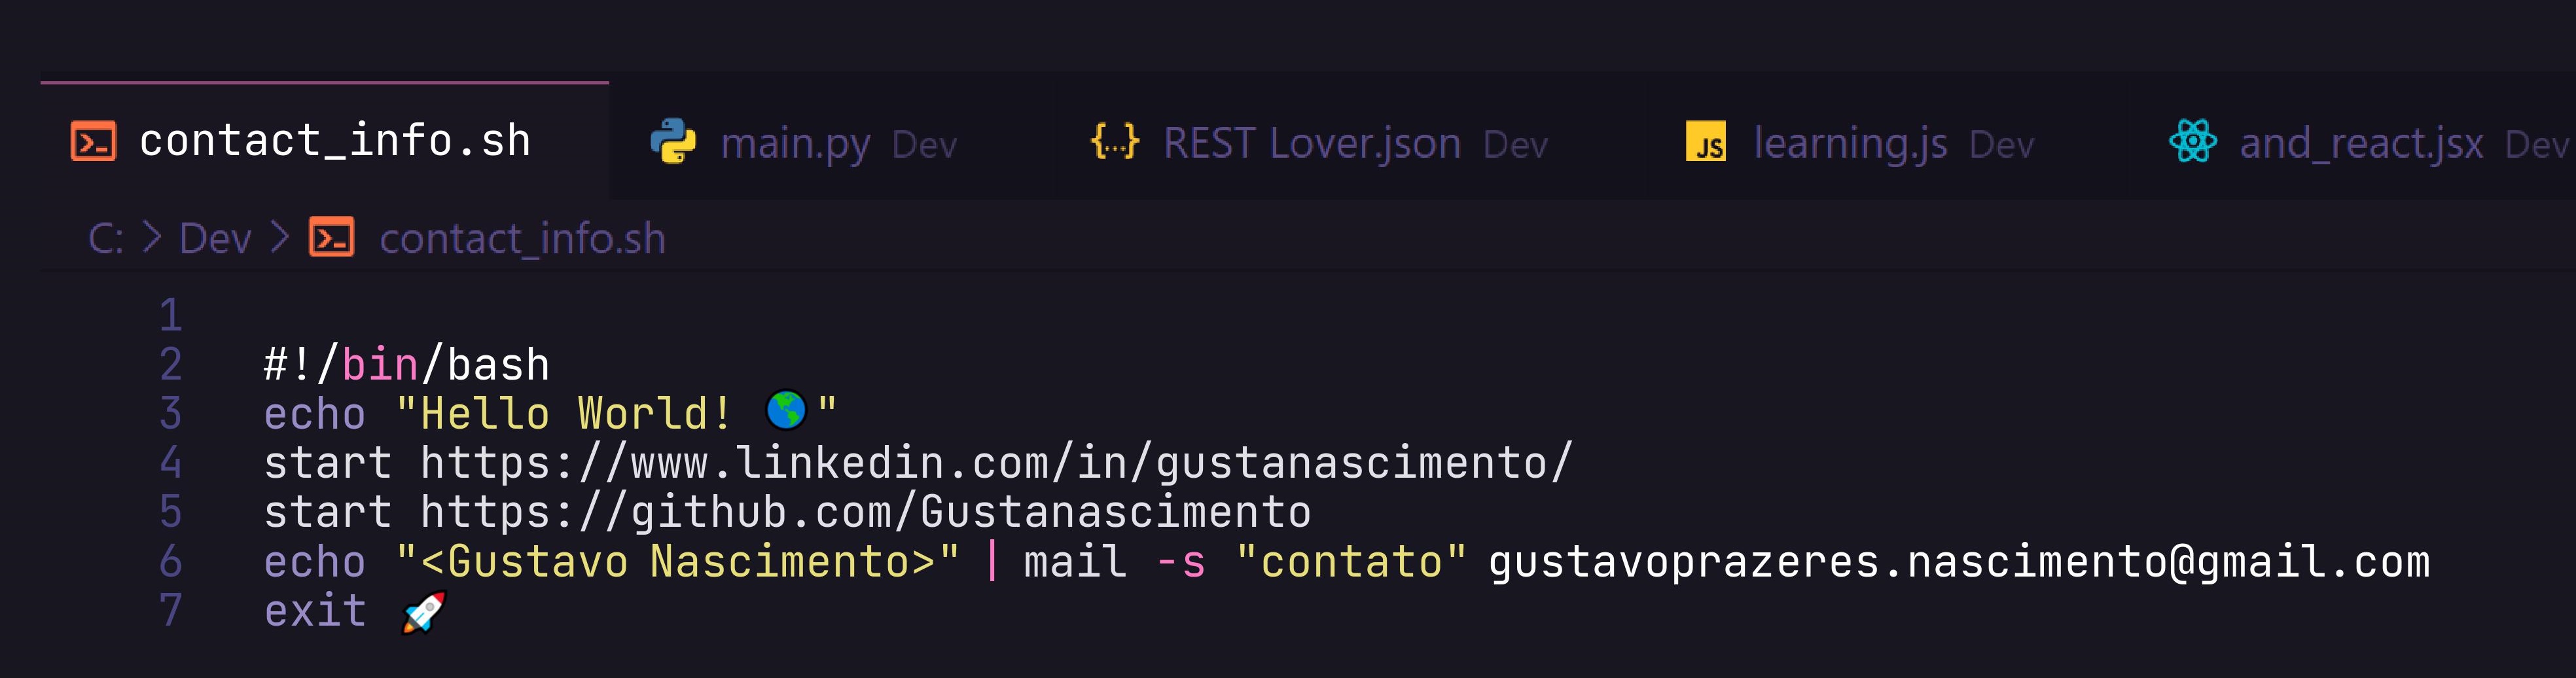 contact_info.sh main.py Dev {...} REST Lover.json Dev JS learning.js Dev and_react.jsx Dev
C: > Dev > contact_info.sh
1
2 #!/bin/bash
3 echo "Hello World! 🌎"
4 start https://www.linkedin.com/in/gustanascimento/
5 start https://github.com/Gustanascimento
6 echo "<Gustavo Nascimento>" | mail -s "contato" gustavoprazeres.nascimento@gmail.com
7 exit 🚀